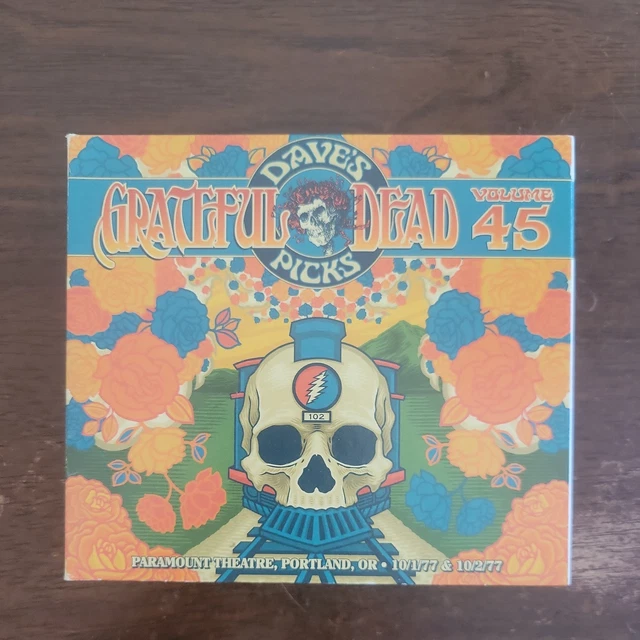 DAVE'S
GRATEFUL DEAD
VOLUME
45
PICKS
102
PARAMOUNT THEATRE, PORTLAND, OR • 10/1/77 & 10/2/77